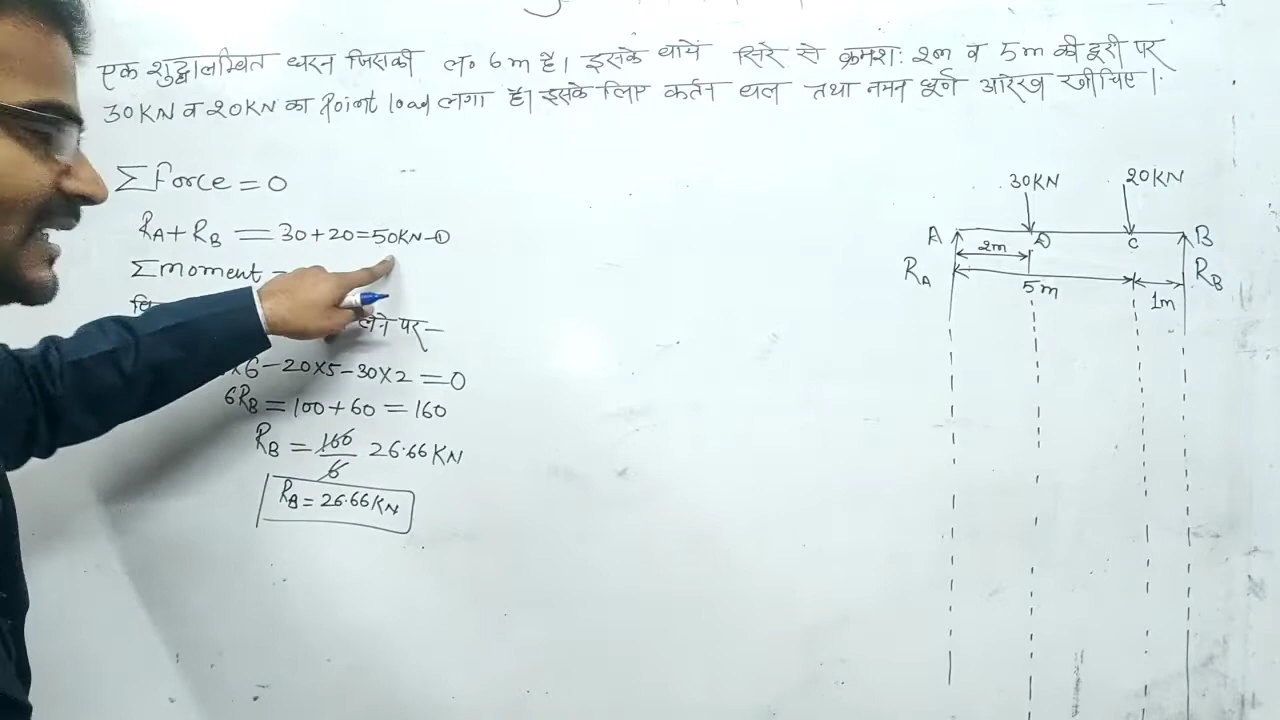 एक शुद्धालम्वित धरन जिसकी ल० 6m है। इसके वायें सिरे से क्रमश: 2m व 5m की दूरी पर
30KN व 20KN का Point load लगा है। इसके लिए कर्तन वल तथा नमन घूर्ण आरेख खीचिए।
Σforce = 0
RA + RB = 30 + 20 = 50KN –①
Σmoment =
लेने पर –
×6 – 20×5 – 30×2 = 0
6RB = 100 + 60 = 160
RB = 160/6 26.66KN
RB = 26.66KN
30KN 20KN
A D C B
2m
RA RB
5m 1m